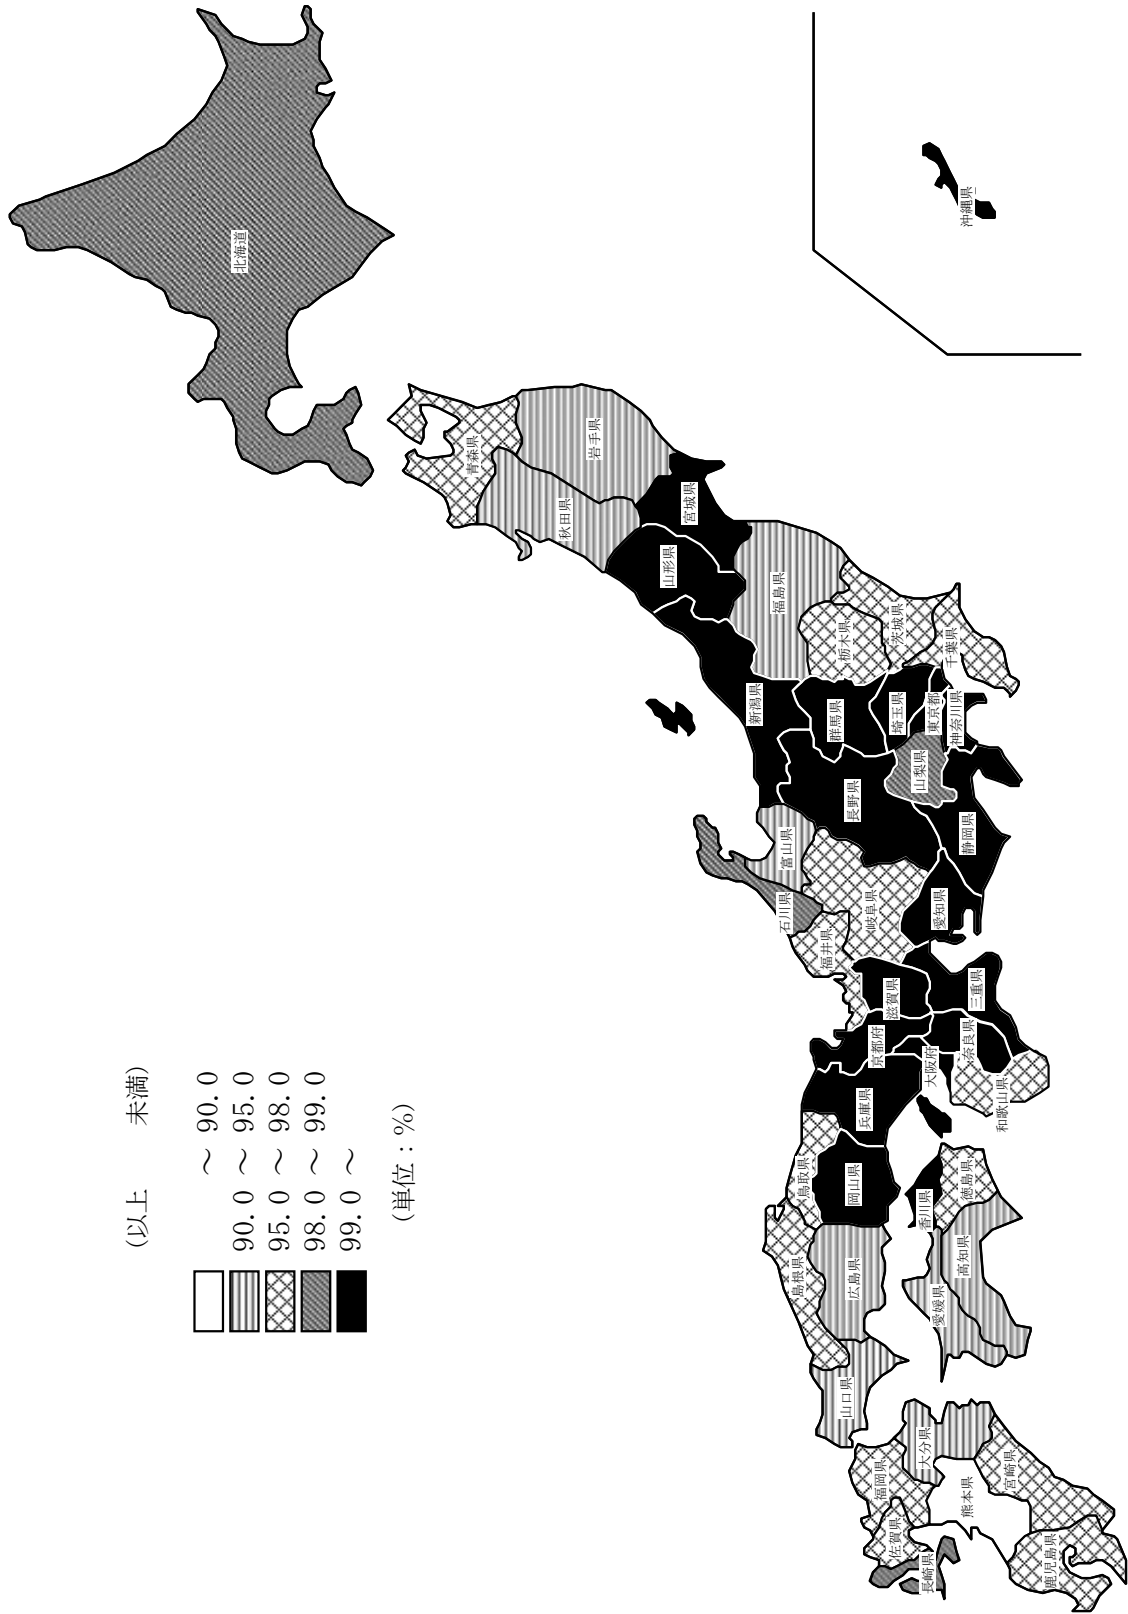 (以上 未満)
～ 90.0
90.0 ～ 95.0
95.0 ～ 98.0
98.0 ～ 99.0
99.0 ～
(単位：%)
北海道
青森県
岩手県
秋田県
宮城県
山形県
福島県
栃木県
茨城県
千葉県
新潟県
群馬県
埼玉県
東京都
神奈川県
山梨県
長野県
静岡県
富山県
石川県
岐阜県
愛知県
福井県
滋賀県
三重県
京都府
奈良県
大阪府
和歌山県
兵庫県
鳥取県
岡山県
島根県
広島県
山口県
香川県
徳島県
高知県
愛媛県
福岡県
大分県
佐賀県
長崎県
熊本県
宮崎県
鹿児島県
沖縄県